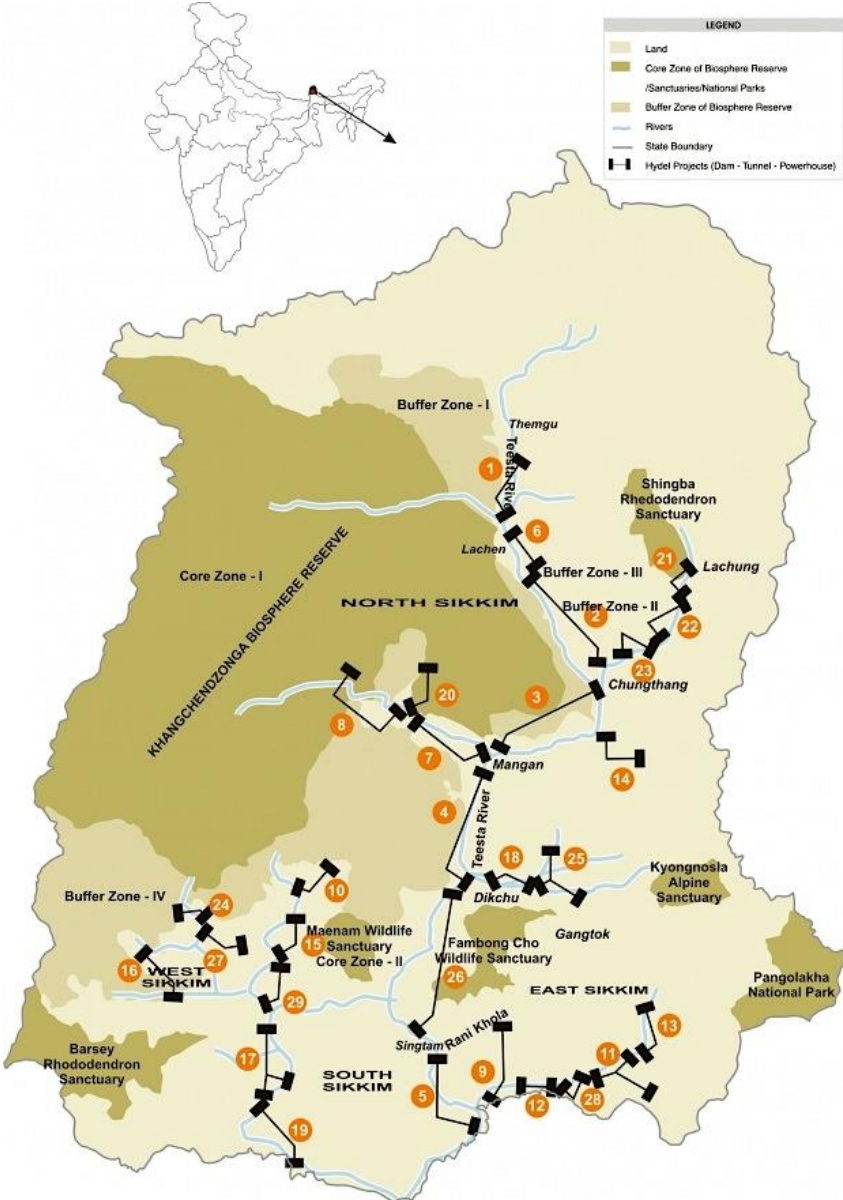 LEGEND
Land
Core Zone of Biosphere Reserve
/Sanctuaries/National Parks
Buffer Zone of Biosphere Reserve
Rivers
State Boundary
Hydel Projects (Dam - Tunnel - Powerhouse)
Buffer Zone - I
Themgu
Teesta River
1
Shingba
Rhedodendron
Sanctuary
6
Lachen
21
Lachung
Core Zone - I
Buffer Zone - III
KHANGCHENDZONGA BIOSPHERE RESERVE
NORTH SIKKIM
Buffer Zone - II
2
22
23
Chungthang
20
3
8
7
Mangan
14
4
Teesta River
18
25
Kyongnosla
Alpine
Sanctuary
10
Dikchu
Buffer Zone - IV
24
Gangtok
15
Maenam Wildlife
Sanctuary
Core Zone - II
Fambong Cho
Wildlife Sanctuary
26
27
16
WEST
SIKKIM
Pangolakha
National Park
EAST SIKKIM
29
Rani Khola
13
Singtam
17
Barsey
Rhododendron
Sanctuary
SOUTH
SIKKIM
9
11
5
12
28
19